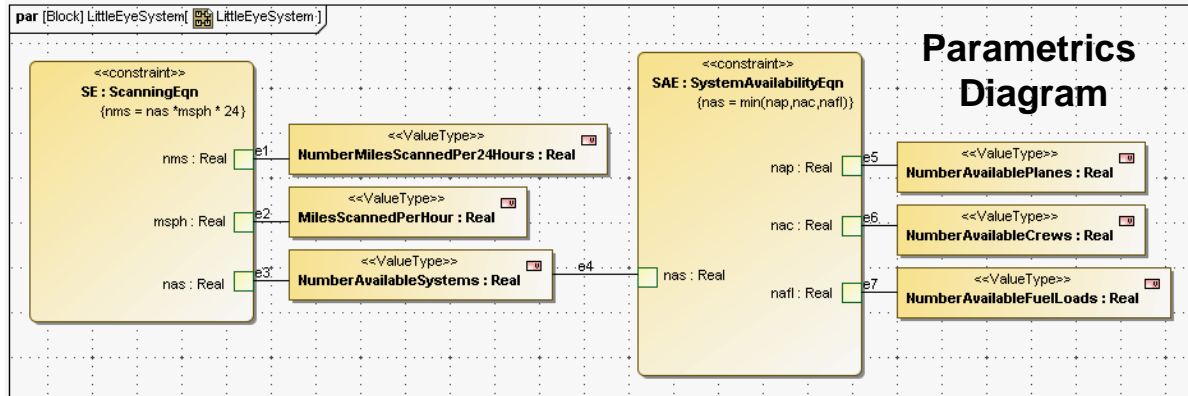 par [Block] LittleEyeSystem[ LittleEyeSystem ]
Parametrics
Diagram
<<constraint>>
SE : ScanningEqn
{nms = nas *msph * 24}
nms : Real
e1
<<ValueType>>
NumberMilesScannedPer24Hours : Real
msph : Real
e2
<<ValueType>>
MilesScannedPerHour : Real
nas : Real
e3
<<ValueType>>
NumberAvailableSystems : Real
e4
<<constraint>>
SAE : SystemAvailabilityEqn
{nas = min(nap,nac,nafl)}
nas : Real
nap : Real
e5
<<ValueType>>
NumberAvailablePlanes : Real
nac : Real
e6
<<ValueType>>
NumberAvailableCrews : Real
nafl : Real
e7
<<ValueType>>
NumberAvailableFuelLoads : Real